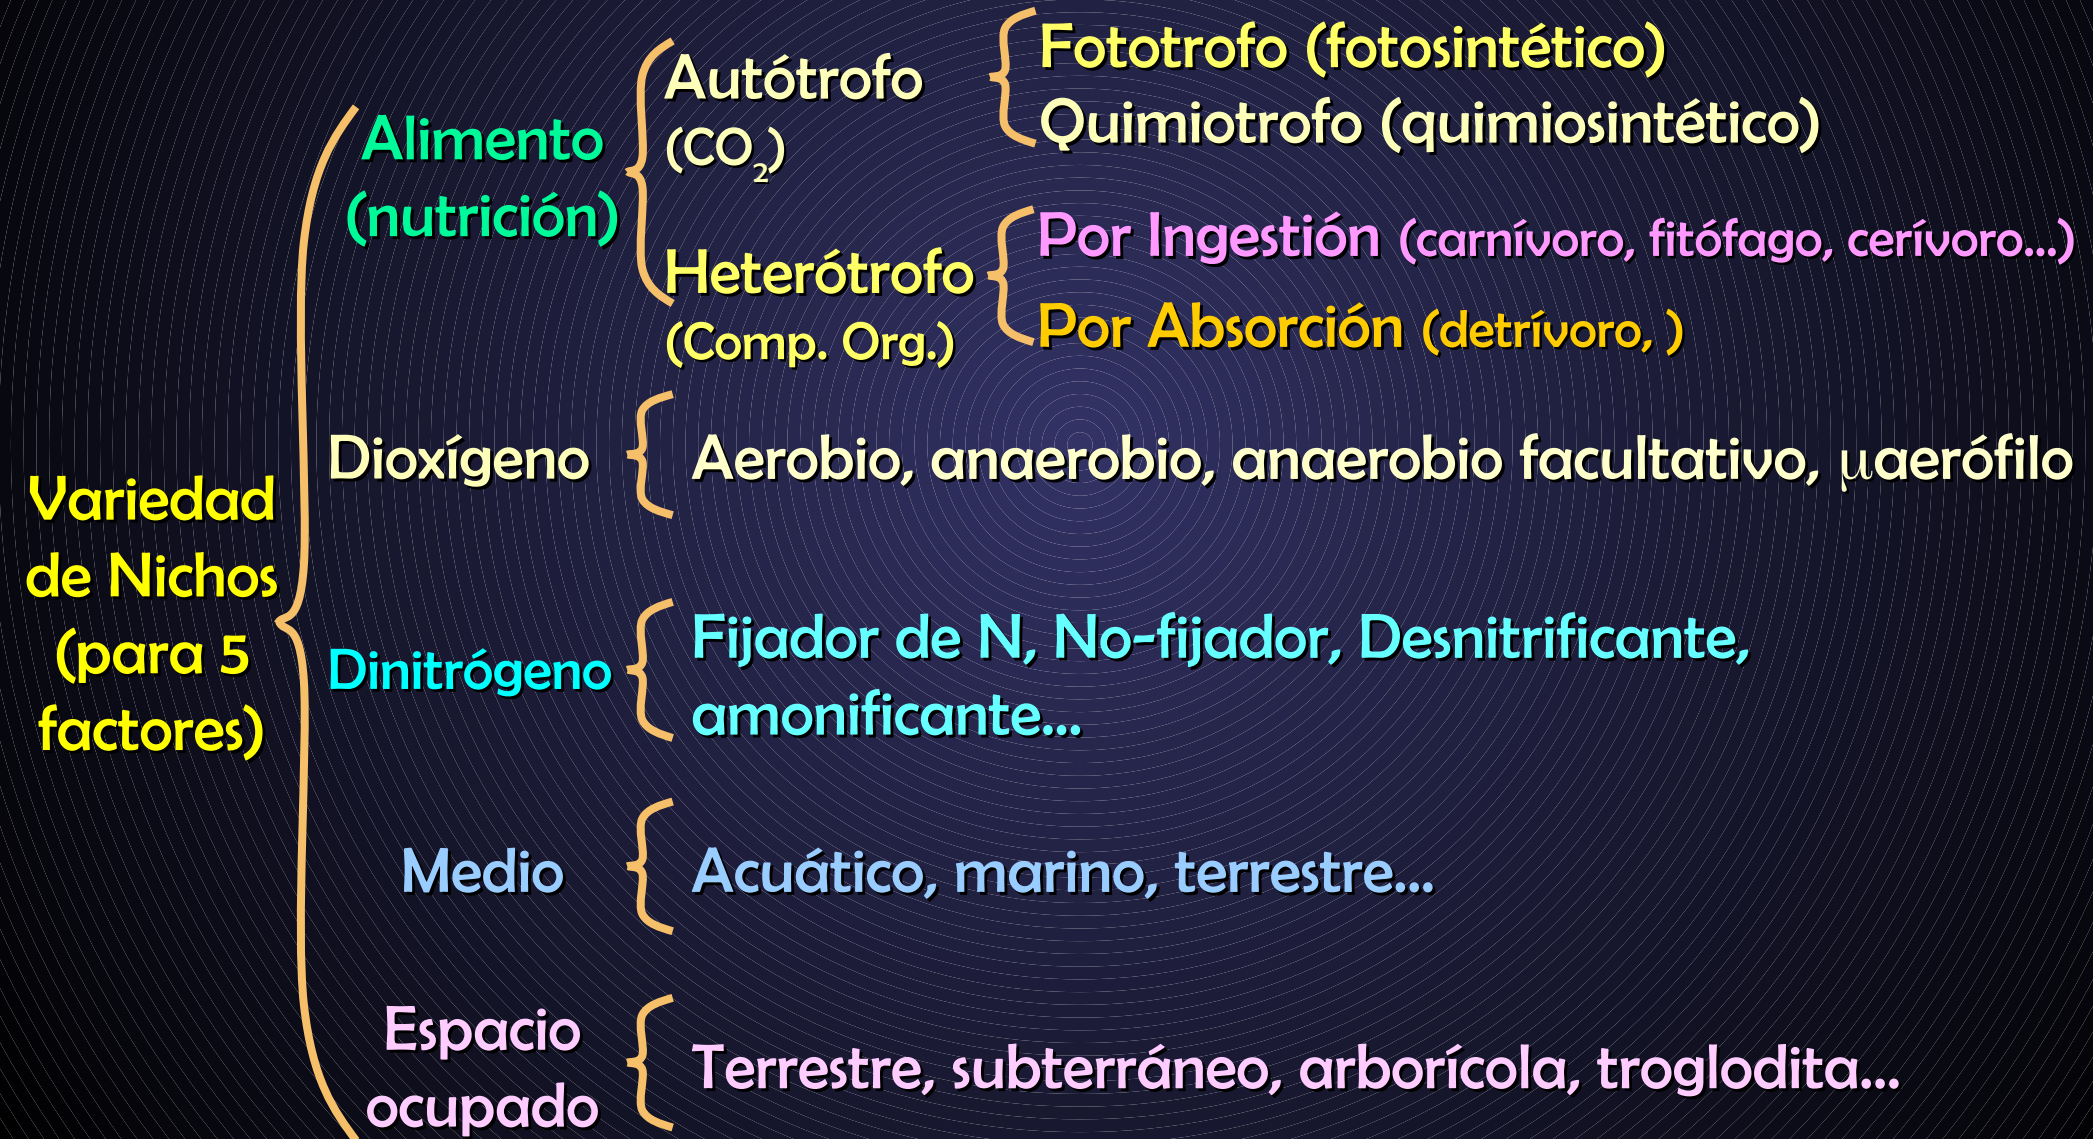 Variedad
de Nichos
(para 5
factores)
Alimento
(nutrición)
Autótrofo
(CO₂)
Fototrofo (fotosintético)
Quimiotrofo (quimiosintético)
Heterótrofo
(Comp. Org.)
Por Ingestión (carnívoro, fitófago, cerívoro...)
Por Absorción (detrívoro, )
Dioxígeno
Aerobio, anaerobio, anaerobio facultativo, μaerófilo
Dinitrógeno
Fijador de N, No-fijador, Desnitrificante,
amonificante...
Medio
Acuático, marino, terrestre...
Espacio
ocupado
Terrestre, subterráneo, arborícola, troglodita...